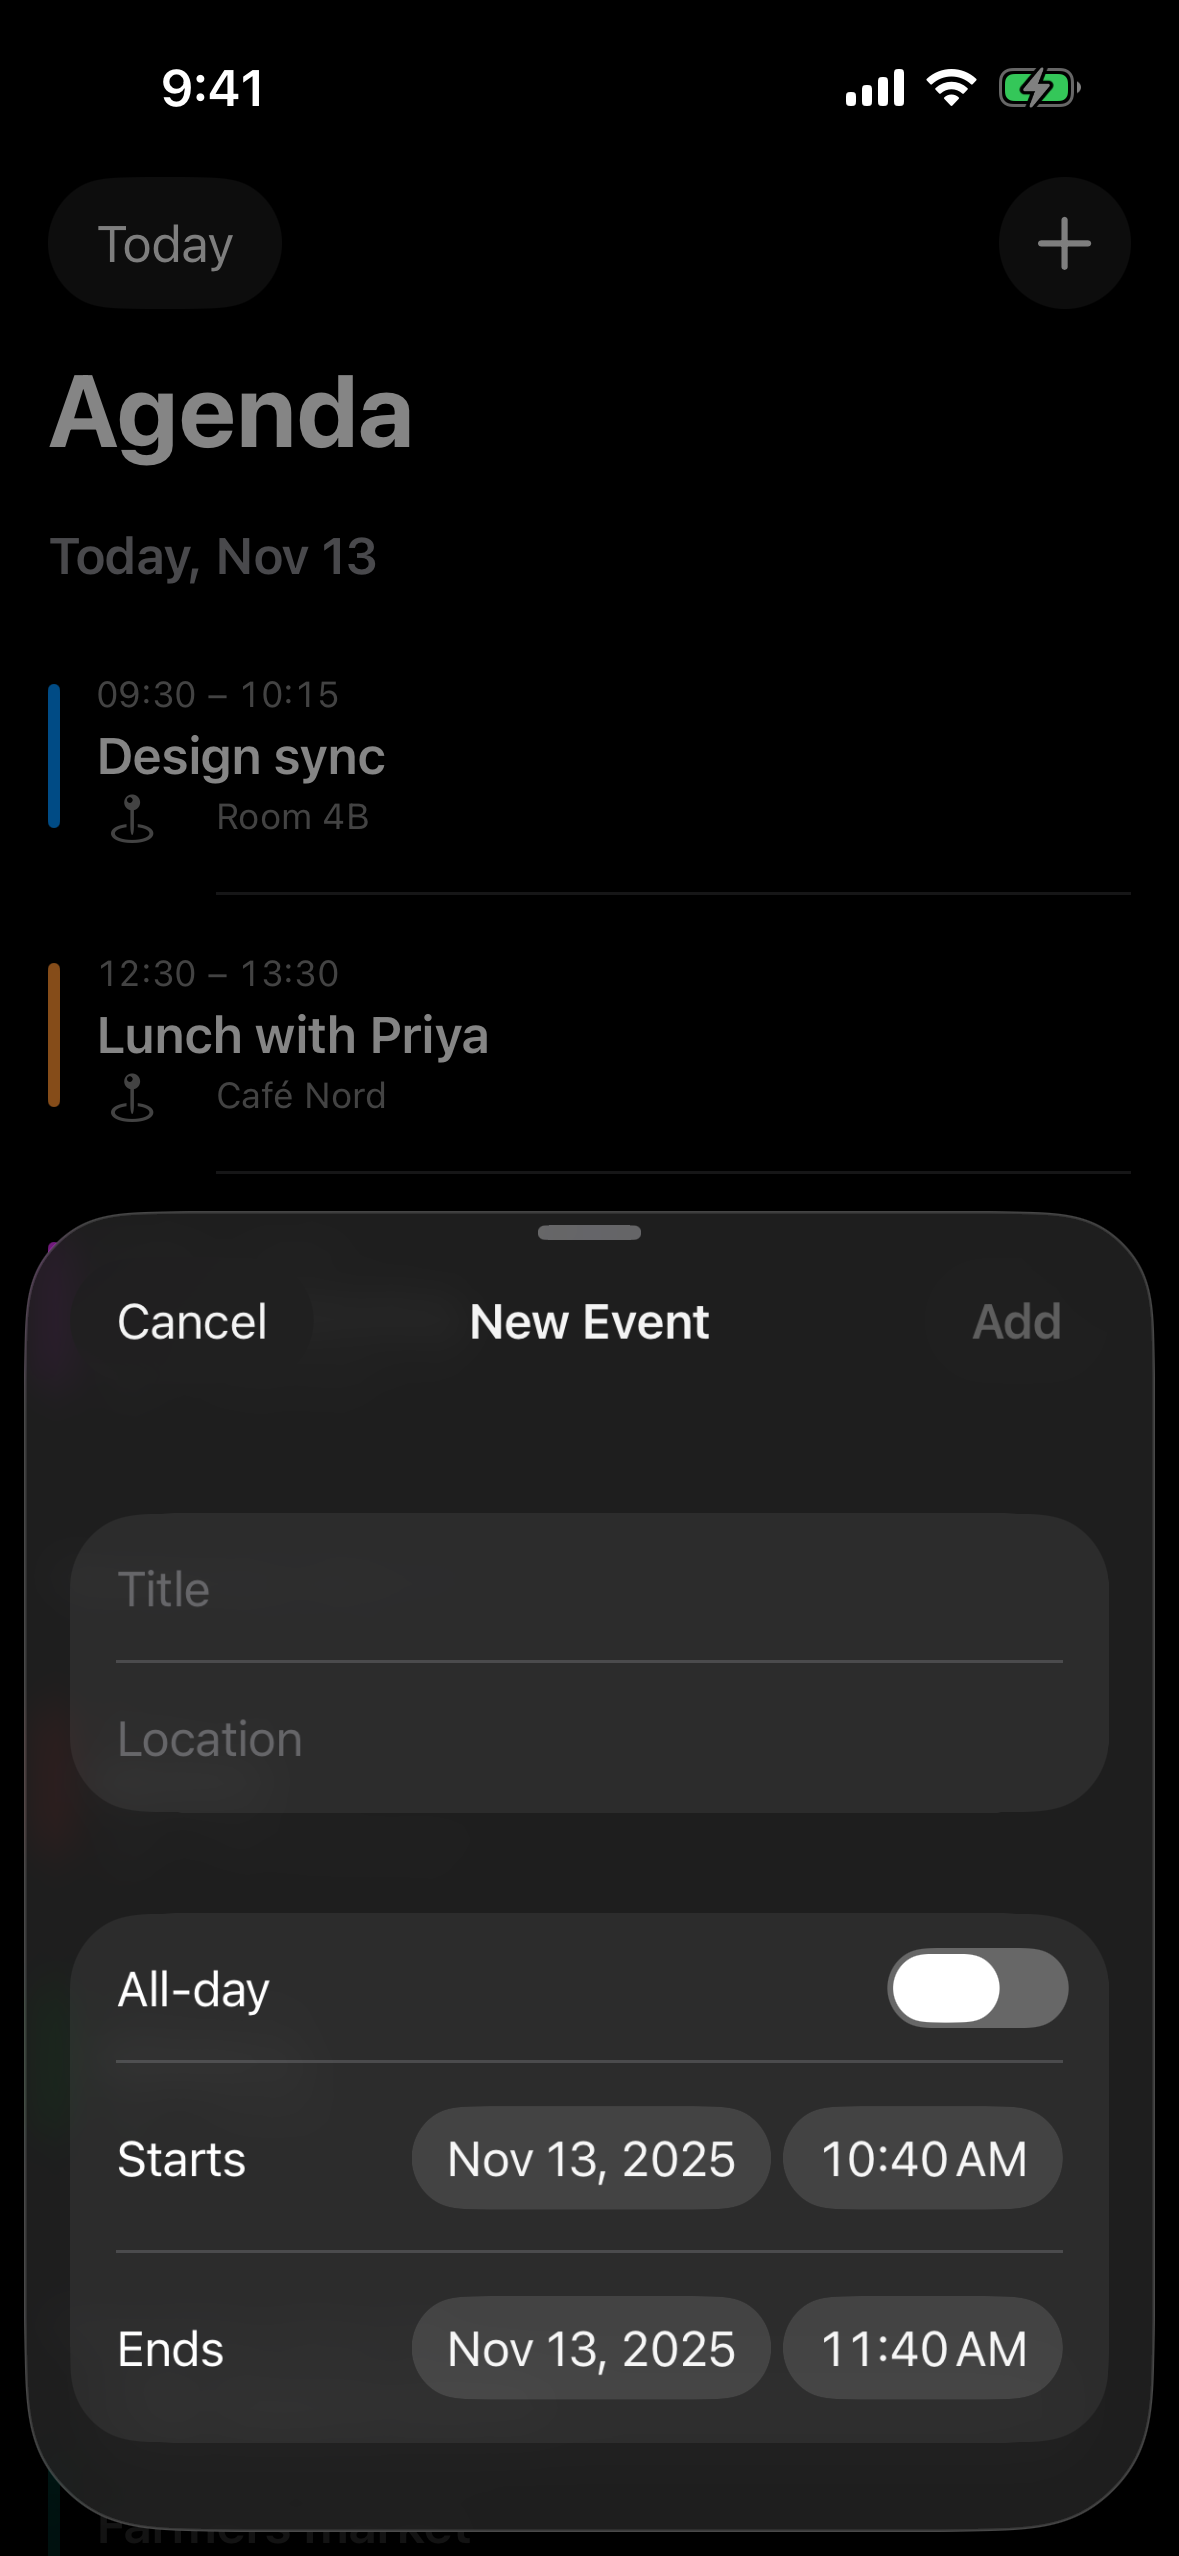 9:41
Today
Agenda
Today, Nov 13
09:30 – 10:15
Design sync
Room 4B
12:30 – 13:30
Lunch with Priya
Café Nord
Cancel New Event Add
Title
Location
All-day
Starts Nov 13, 2025 10:40 AM
Ends Nov 13, 2025 11:40 AM
Farmers market